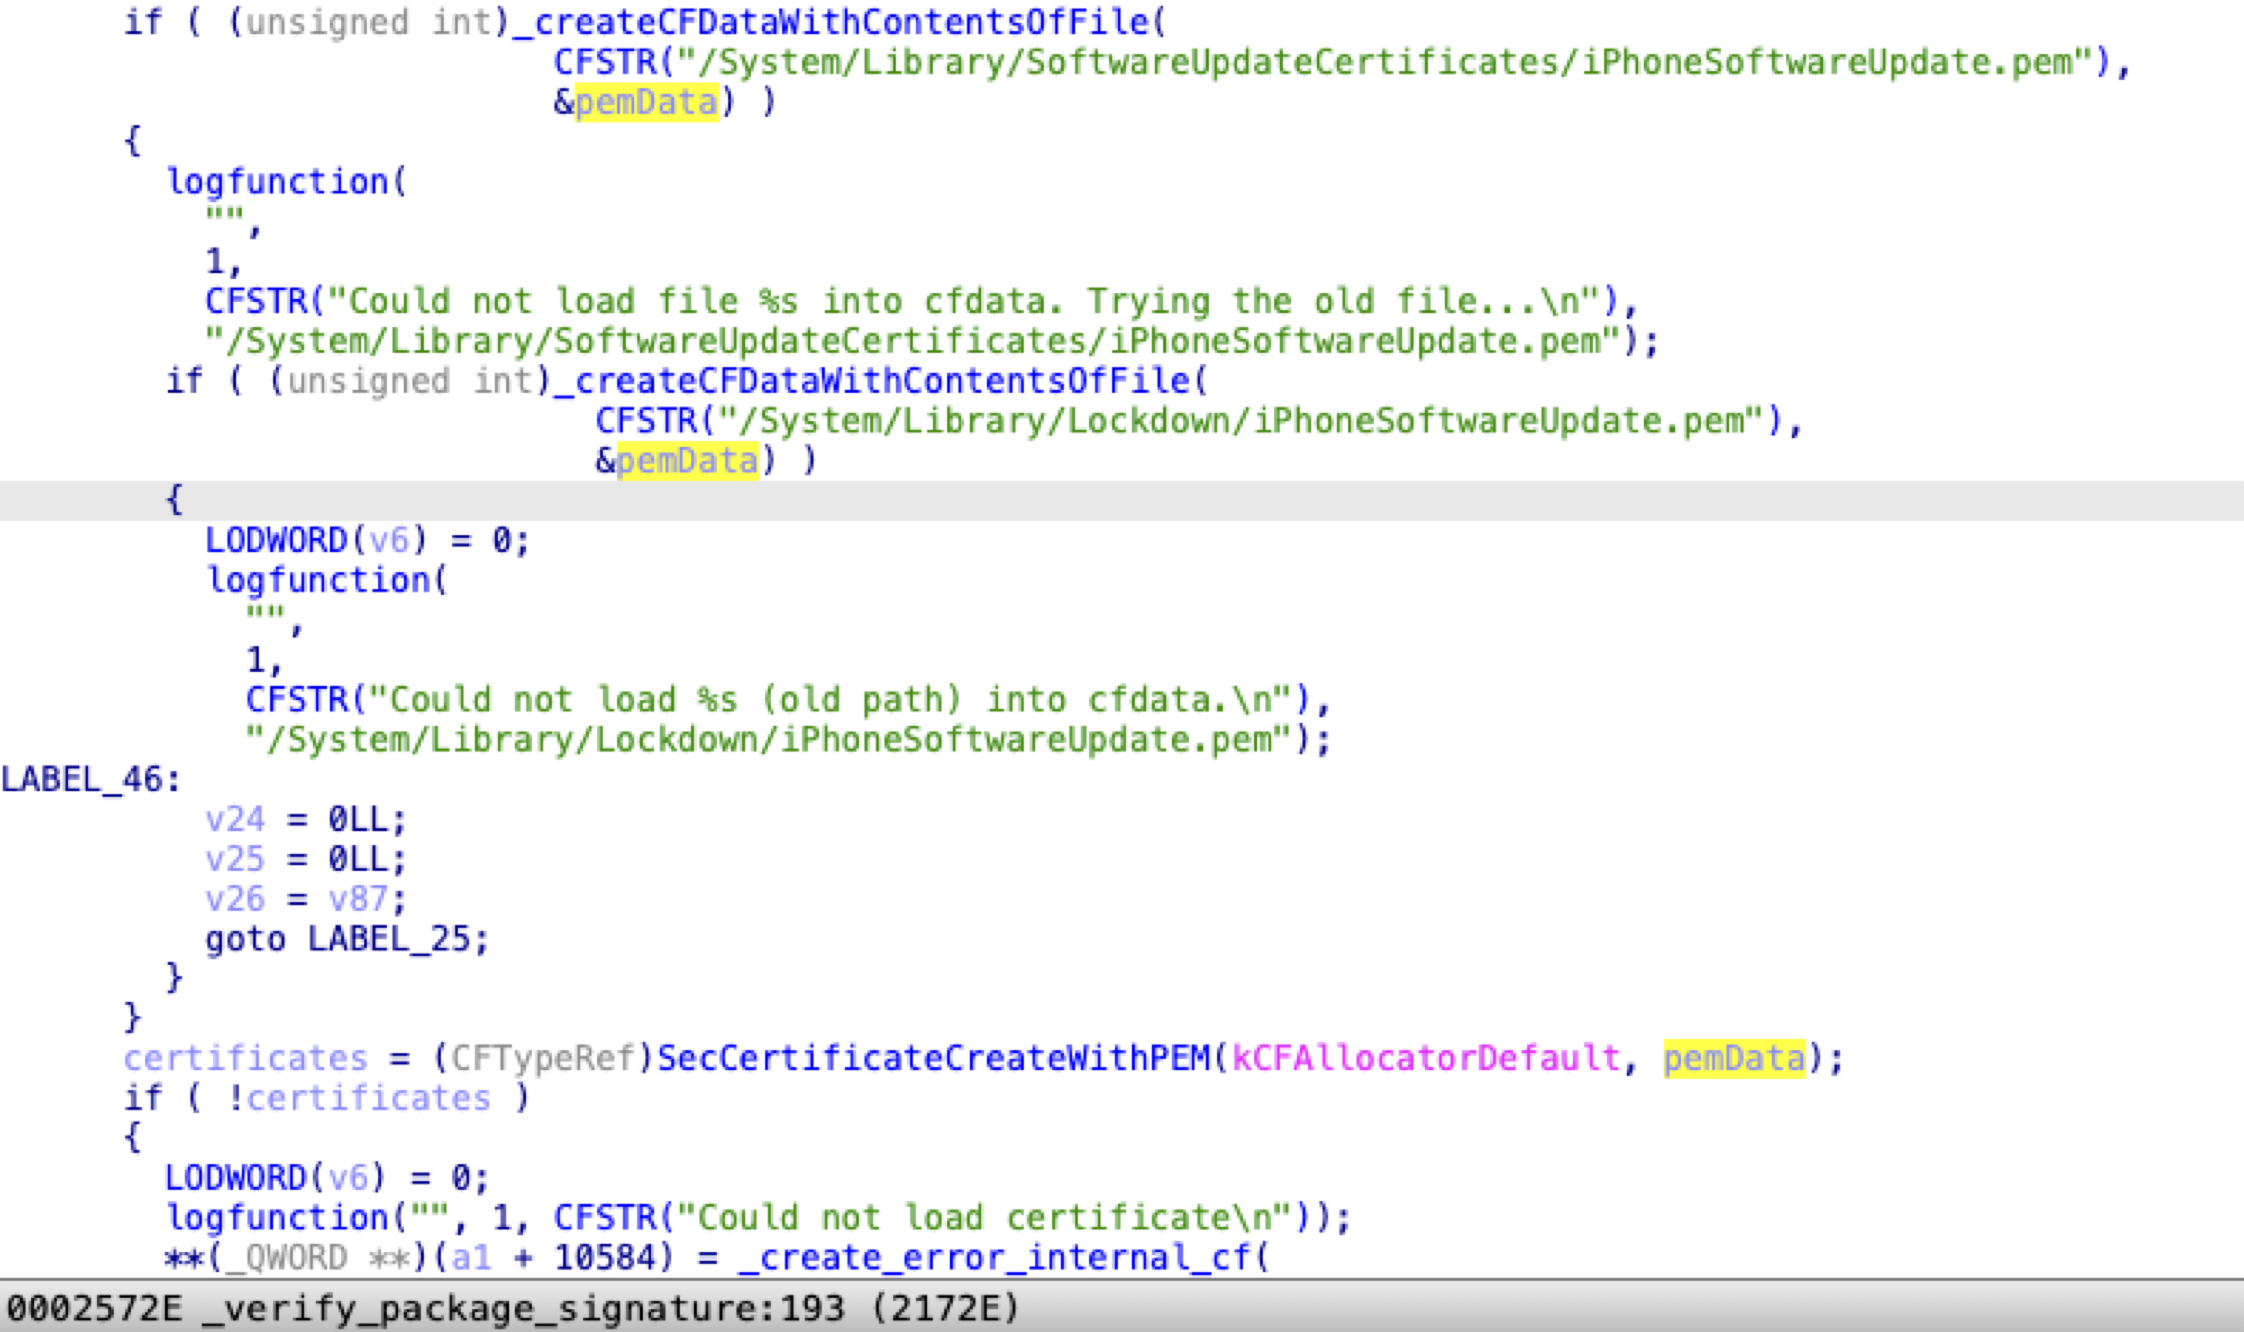 if ( (unsigned int)_createCFDataWithContentsOfFile(
CFSTR("/System/Library/SoftwareUpdateCertificates/iPhoneSoftwareUpdate.pem"),
&pemData) )
{
logfunction(
"",
1,
CFSTR("Could not load file %s into cfdata. Trying the old file...\n"),
"/System/Library/SoftwareUpdateCertificates/iPhoneSoftwareUpdate.pem");
if ( (unsigned int)_createCFDataWithContentsOfFile(
CFSTR("/System/Library/Lockdown/iPhoneSoftwareUpdate.pem"),
&pemData) )
{
LODWORD(v6) = 0;
logfunction(
"",
1,
CFSTR("Could not load %s (old path) into cfdata.\n"),
"/System/Library/Lockdown/iPhoneSoftwareUpdate.pem");
LABEL_46:
v24 = 0LL;
v25 = 0LL;
v26 = v87;
goto LABEL_25;
}
}
certificates = (CFTypeRef)SecCertificateCreateWithPEM(kCFAllocatorDefault, pemData);
if ( !certificates )
{
LODWORD(v6) = 0;
logfunction("", 1, CFSTR("Could not load certificate\n"));
**(_QWORD **)(a1 + 10584) = _create_error_internal_cf(
0002572E _verify_package_signature:193 (2172E)